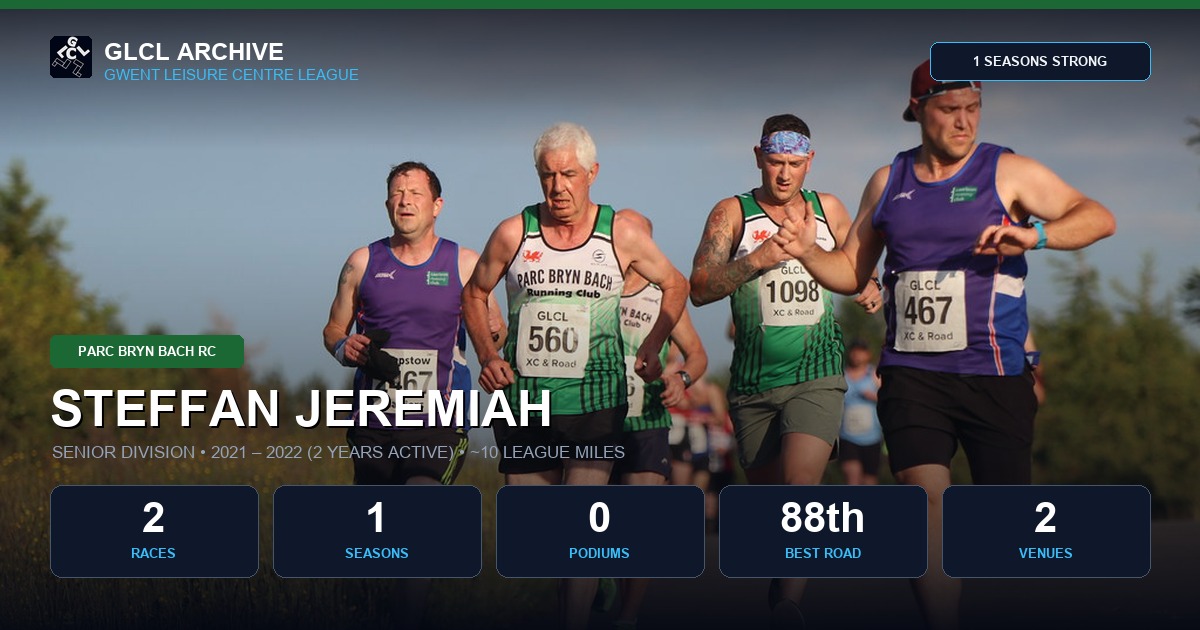 GLCL ARCHIVE
GWENT LEISURE CENTRE LEAGUE
1 SEASONS STRONG
PARC BRYN BACH
Running Club
GLCL
560
XC & Road
GLCL
1098
XC & Road
GLCL
467
XC & Road
PARC BRYN BACH RC
STEFFAN JEREMIAH
SENIOR DIVISION • 2021 – 2022 (2 YEARS ACTIVE) • ~10 LEAGUE MILES
2
RACES
1
SEASONS
0
PODIUMS
88th
BEST ROAD
2
VENUES